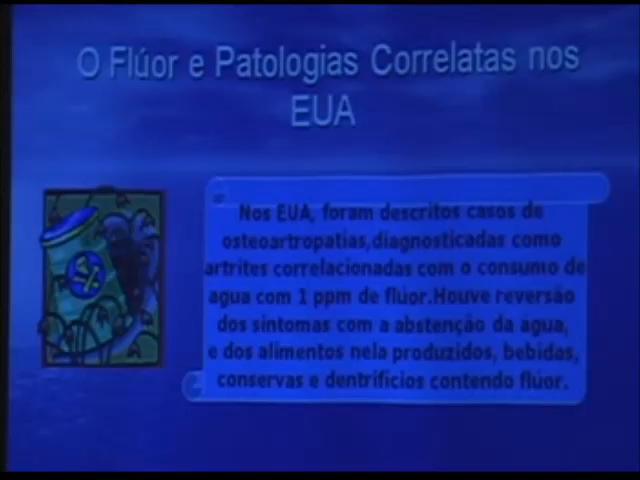 O Flúor e Patologias Correlatas nos
EUA
Nos EUA, foram descritos casos de
osteoartropatias,diagnosticadas como
artrites correlacionadas com o consumo de
agua com 1 ppm de flúor.Houve reversão
dos sintomas com a abstenção da água,
e dos alimentos nela produzidos, bebidas,
conservas e dentrifícios contendo flúor.